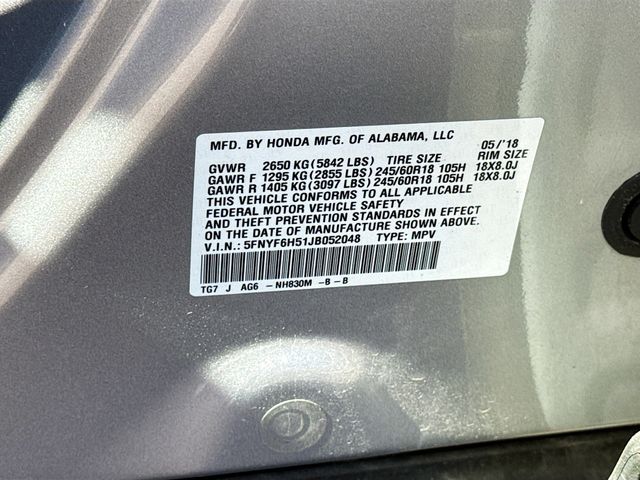 MFD. BY HONDA MFG. OF ALABAMA, LLC 05/'18
GVWR 2650 KG (5842 LBS) TIRE SIZE RIM SIZE
GAWR F 1295 KG (2855 LBS) 245/60R18 105H 18X8.0J
GAWR R 1405 KG (3097 LBS) 245/60R18 105H 18X8.0J
THIS VEHICLE CONFORMS TO ALL APPLICABLE
FEDERAL MOTOR VEHICLE SAFETY
AND THEFT PREVENTION STANDARDS IN EFFECT
ON THE DATE OF MANUFACTURE SHOWN ABOVE.
V.I.N.: 5FNYF6H51JB052048 TYPE: MPV
TG7 J AG6 -NH830M -B-B